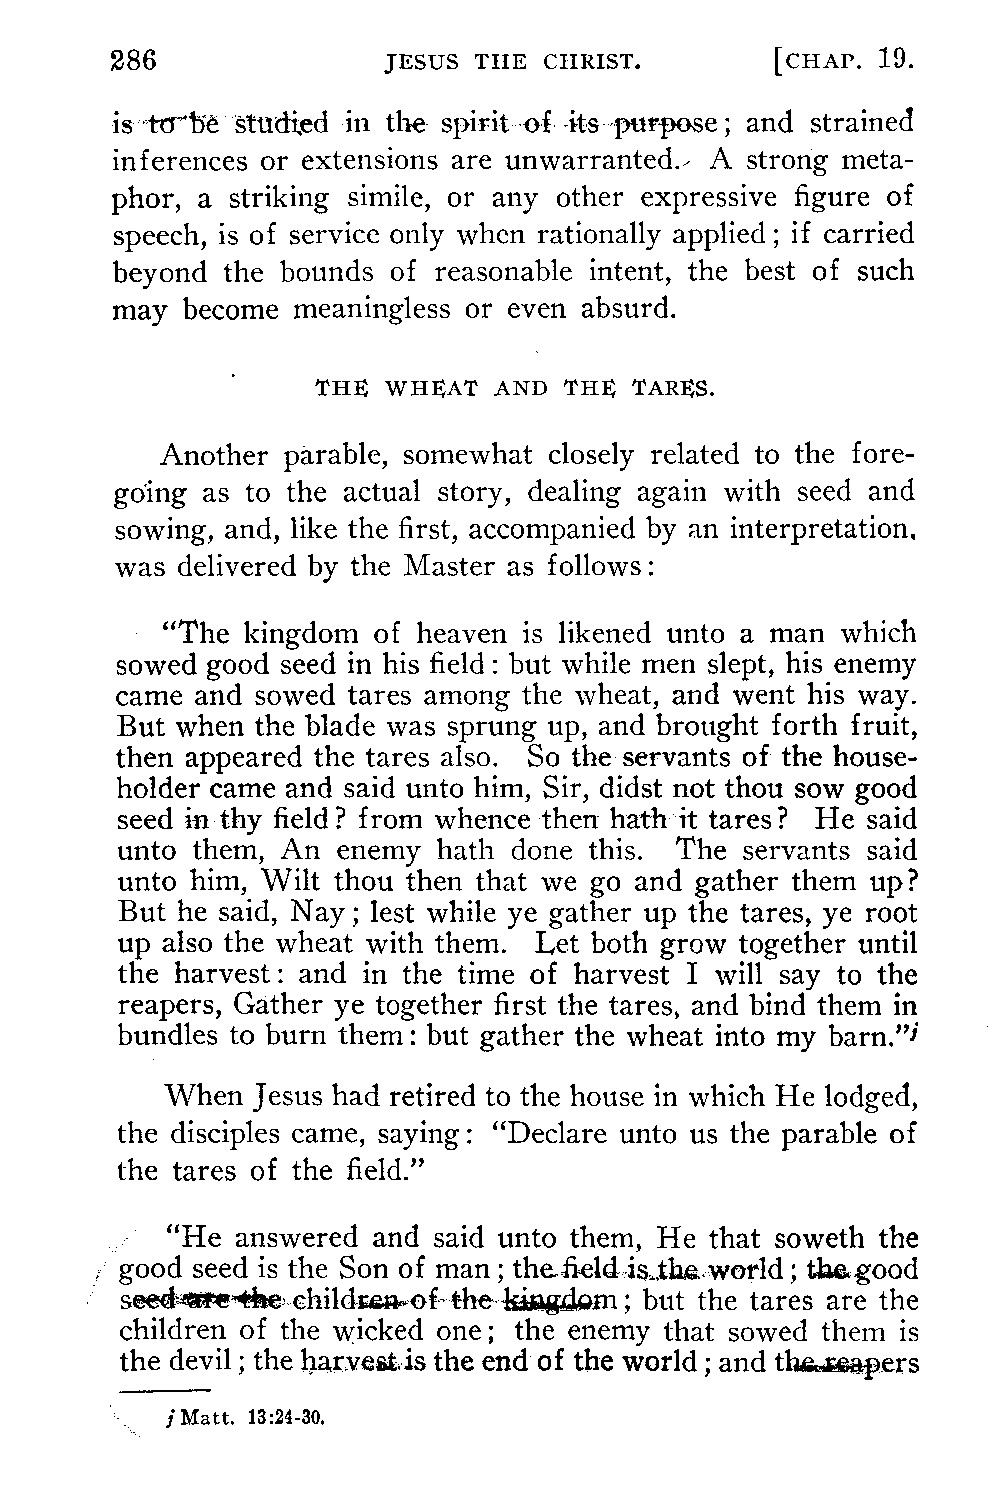 286 JESUS THE CHRIST. [CHAP. 19.
is to be studied in the spirit of its purpose; and strained
inferences or extensions are unwarranted. A strong meta-
phor, a striking simile, or any other expressive figure of
speech, is of service only when rationally applied; if carried
beyond the bounds of reasonable intent, the best of such
may become meaningless or even absurd.
THE WHEAT AND THE TARES.
Another parable, somewhat closely related to the fore-
going as to the actual story, dealing again with seed and
sowing, and, like the first, accompanied by an interpretation,
was delivered by the Master as follows:
“The kingdom of heaven is likened unto a man which
sowed good seed in his field: but while men slept, his enemy
came and sowed tares among the wheat, and went his way.
But when the blade was sprung up, and brought forth fruit,
then appeared the tares also. So the servants of the house-
holder came and said unto him, Sir, didst not thou sow good
seed in thy field? from whence then hath it tares? He said
unto them, An enemy hath done this. The servants said
unto him, Wilt thou then that we go and gather them up?
But he said, Nay; lest while ye gather up the tares, ye root
up also the wheat with them. Let both grow together until
the harvest: and in the time of harvest I will say to the
reapers, Gather ye together first the tares, and bind them in
bundles to burn them: but gather the wheat into my barn.”j
When Jesus had retired to the house in which He lodged,
the disciples came, saying: “Declare unto us the parable of
the tares of the field.”
“He answered and said unto them, He that soweth the
good seed is the Son of man; the field is the world; the good
seed are the children of the kingdom; but the tares are the
children of the wicked one; the enemy that sowed them is
the devil; the harvest is the end of the world; and the reapers
j Matt. 13:24-30.